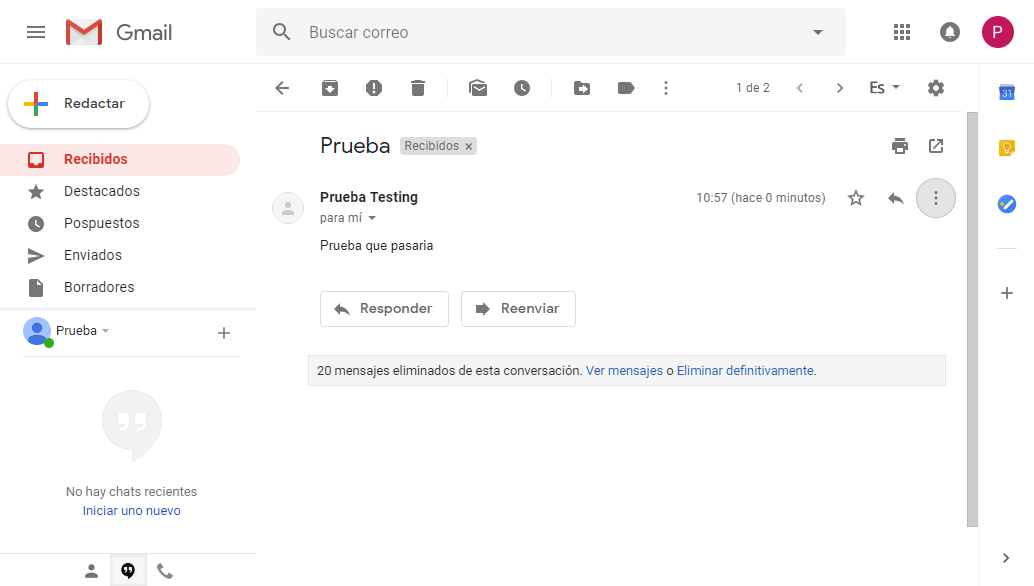 Gmail
Buscar correo
P
Redactar
1 de 2
Es
31
Recibidos
Destacados
Pospuestos
Enviados
Borradores
Prueba
No hay chats recientes
Iniciar uno nuevo
Prueba Recibidos x
Prueba Testing
10:57 (hace 0 minutos)
para mí
Prueba que pasaria
Responder
Reenviar
20 mensajes eliminados de esta conversación. Ver mensajes o Eliminar definitivamente.